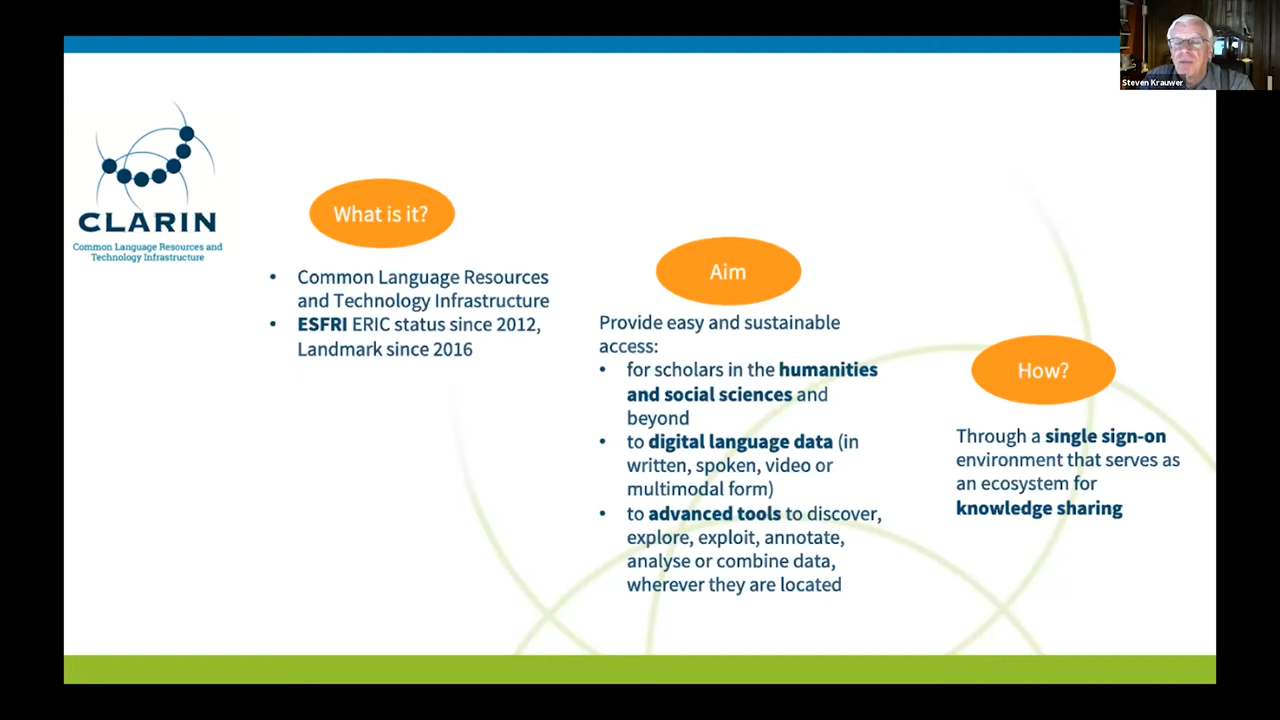 Steven Krauwer
CLARIN
Common Language Resources and
Technology Infrastructure
What is it?
• Common Language Resources
and Technology Infrastructure
• ESFRI ERIC status since 2012,
Landmark since 2016
Aim
Provide easy and sustainable
access:
• for scholars in the humanities
and social sciences and
beyond
• to digital language data (in
written, spoken, video or
multimodal form)
• to advanced tools to discover,
explore, exploit, annotate,
analyse or combine data,
wherever they are located
How?
Through a single sign-on
environment that serves as
an ecosystem for
knowledge sharing